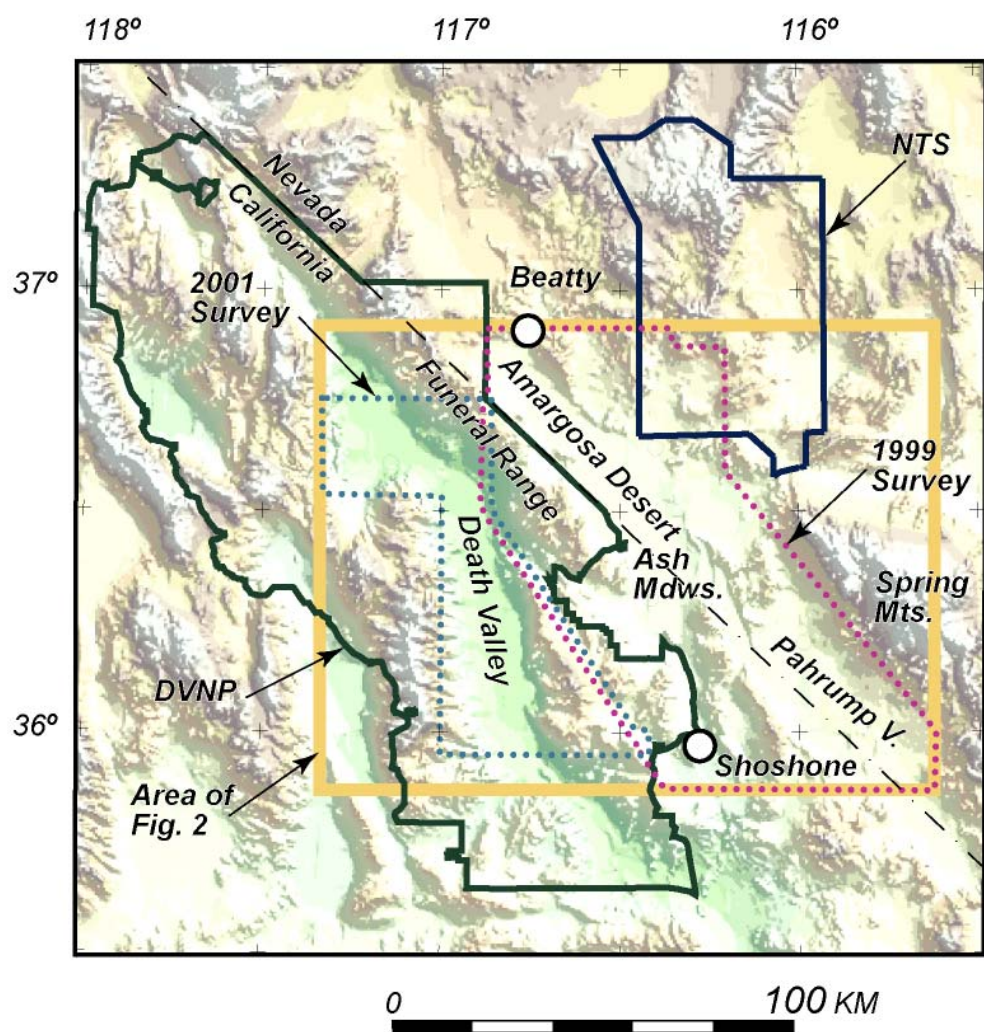 118º 117º 116º
NTS
Nevada
California
37º
2001
Survey
Beatty
Funeral Range
Amargosa Desert
1999
Survey
Death Valley
Ash
Mdws.
Spring
Mts.
DVNP
Pahrump V.
36º
Shoshone
Area of
Fig. 2
0 100 KM